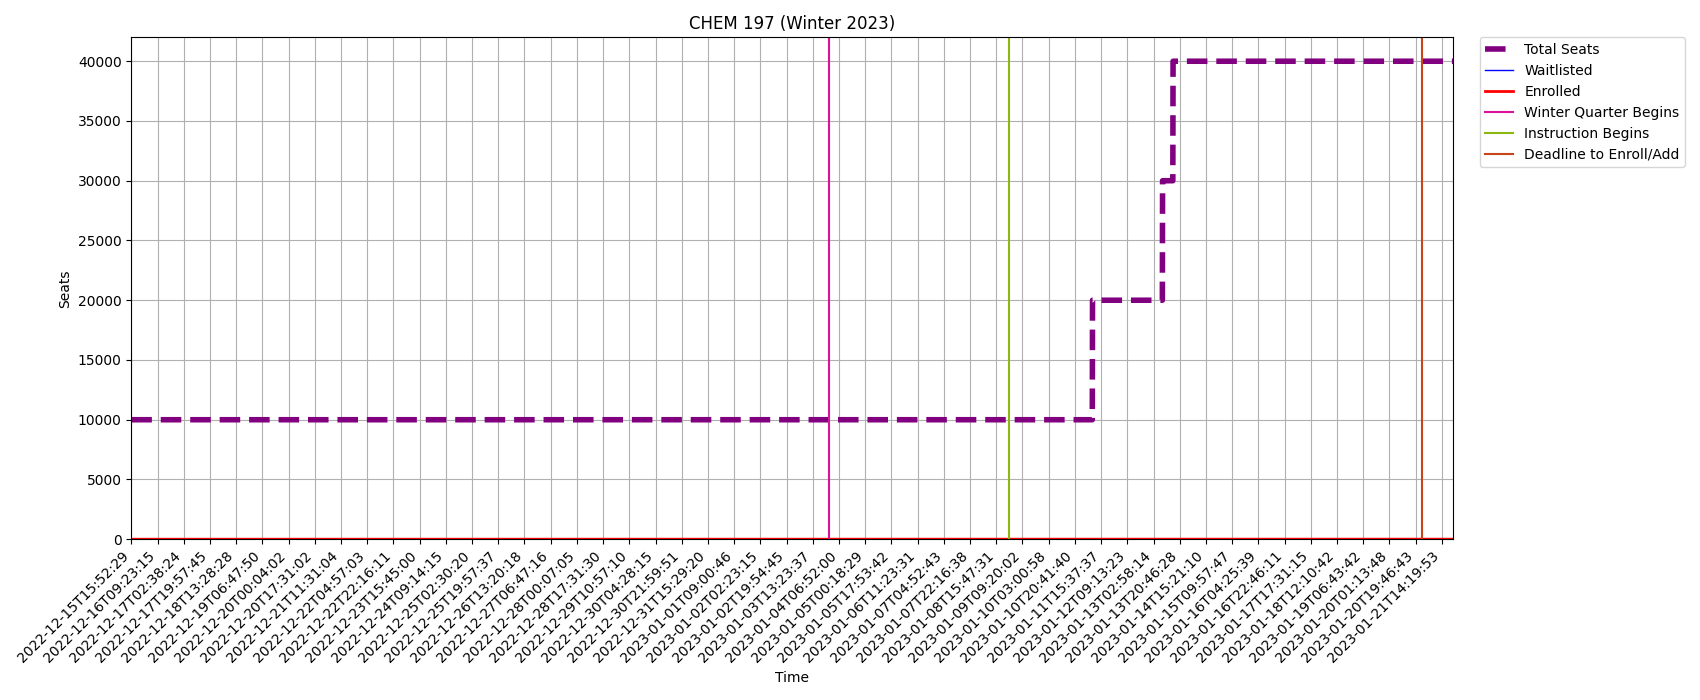 CHEM 197 (Winter 2023)
Total Seats
Waitlisted
Enrolled
Winter Quarter Begins
Instruction Begins
Deadline to Enroll/Add
Seats
40000
35000
30000
25000
20000
15000
10000
5000
0
2022-12-15T15:52:29
2022-12-16T09:23:15
2022-12-17T02:38:24
2022-12-17T19:57:45
2022-12-18T13:28:28
2022-12-19T06:47:50
2022-12-20T00:04:02
2022-12-20T17:31:02
2022-12-21T11:31:04
2022-12-22T04:57:03
2022-12-22T22:16:11
2022-12-23T15:45:00
2022-12-24T09:14:15
2022-12-25T02:30:20
2022-12-25T19:57:37
2022-12-26T13:20:18
2022-12-27T06:47:16
2022-12-28T00:07:05
2022-12-28T17:31:30
2022-12-29T10:57:10
2022-12-30T04:28:15
2022-12-30T21:59:51
2022-12-31T15:29:20
2023-01-01T09:00:46
2023-01-02T02:23:15
2023-01-02T19:54:45
2023-01-03T13:23:37
2023-01-04T06:52:00
2023-01-05T00:18:29
2023-01-05T17:53:42
2023-01-06T11:23:31
2023-01-07T04:52:43
2023-01-07T22:16:38
2023-01-08T15:47:31
2023-01-09T09:20:02
2023-01-10T03:00:58
2023-01-10T20:41:40
2023-01-11T15:37:37
2023-01-12T09:13:23
2023-01-13T02:58:14
2023-01-13T20:46:28
2023-01-14T15:21:10
2023-01-15T09:57:47
2023-01-16T04:25:39
2023-01-16T22:46:11
2023-01-17T17:31:15
2023-01-18T12:10:42
2023-01-19T06:43:42
2023-01-20T01:13:48
2023-01-20T19:46:43
2023-01-21T14:19:53
Time